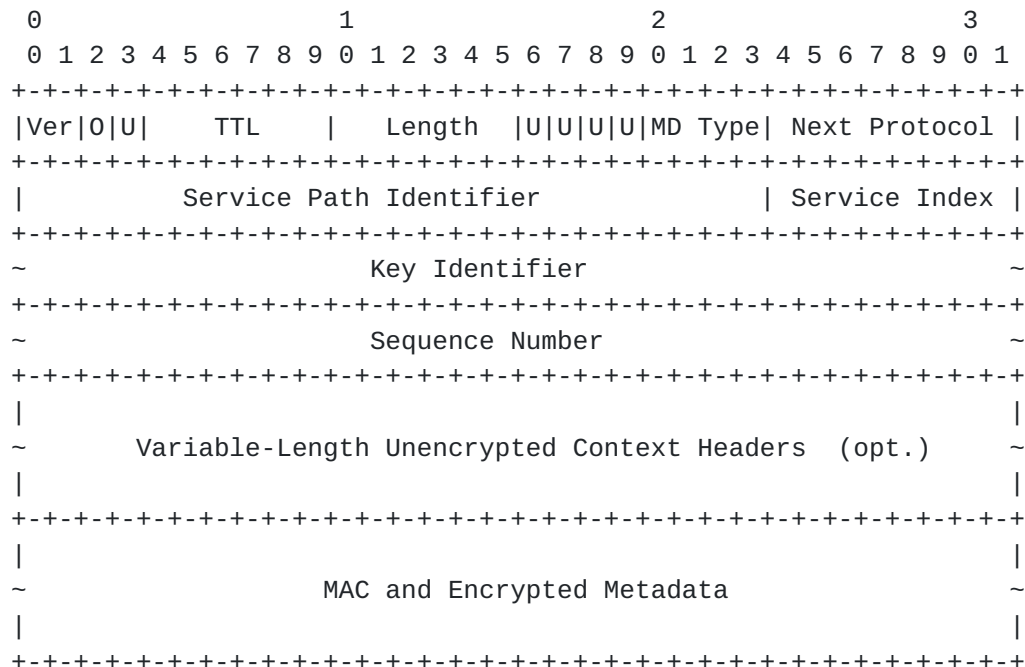 0                   1                   2                   3
 0 1 2 3 4 5 6 7 8 9 0 1 2 3 4 5 6 7 8 9 0 1 2 3 4 5 6 7 8 9 0 1
+-+-+-+-+-+-+-+-+-+-+-+-+-+-+-+-+-+-+-+-+-+-+-+-+-+-+-+-+-+-+-+-+
|Ver|O|U|    TTL    |   Length  |U|U|U|U|MD Type| Next Protocol |
+-+-+-+-+-+-+-+-+-+-+-+-+-+-+-+-+-+-+-+-+-+-+-+-+-+-+-+-+-+-+-+-+
|          Service Path Identifier              | Service Index |
+-+-+-+-+-+-+-+-+-+-+-+-+-+-+-+-+-+-+-+-+-+-+-+-+-+-+-+-+-+-+-+-+
~                      Key Identifier                           ~
+-+-+-+-+-+-+-+-+-+-+-+-+-+-+-+-+-+-+-+-+-+-+-+-+-+-+-+-+-+-+-+-+
~                      Sequence Number                          ~
+-+-+-+-+-+-+-+-+-+-+-+-+-+-+-+-+-+-+-+-+-+-+-+-+-+-+-+-+-+-+-+-+
|                                                               |
~       Variable-Length Unencrypted Context Headers  (opt.)     ~
|                                                               |
+-+-+-+-+-+-+-+-+-+-+-+-+-+-+-+-+-+-+-+-+-+-+-+-+-+-+-+-+-+-+-+-+
|                                                               |
~                   MAC and Encrypted Metadata                  ~
|                                                               |
+-+-+-+-+-+-+-+-+-+-+-+-+-+-+-+-+-+-+-+-+-+-+-+-+-+-+-+-+-+-+-+-+